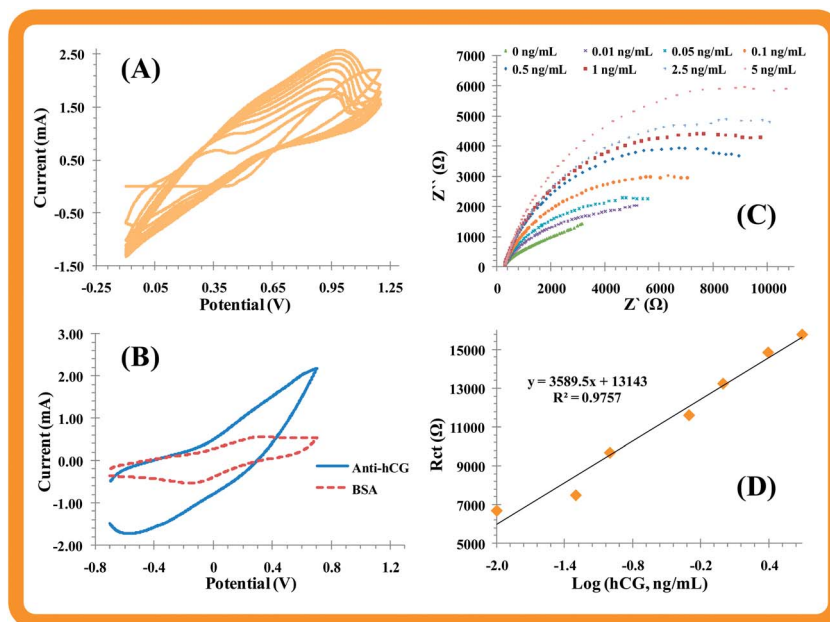 (A)
Current (mA)
2.50
1.50
0.50
-0.50
-1.50
-0.25 0.05 0.35 0.65 0.95 1.25
Potential (V)
0 ng/mL 0.01 ng/mL 0.05 ng/mL 0.1 ng/mL
0.5 ng/mL 1 ng/mL 2.5 ng/mL 5 ng/mL
(C)
Z`` (Ω)
7000
6000
5000
4000
3000
2000
1000
0
0 2000 4000 6000 8000 10000
Z` (Ω)
(B)
Current (mA)
3.00
2.00
1.00
0.00
-1.00
-2.00
Anti-hCG
BSA
-0.8 -0.4 0 0.4 0.8 1.2
Potential (V)
y = 3589.5x + 13143
R² = 0.9757
(D)
Rct (Ω)
15000
13000
11000
9000
7000
5000
-2.0 -1.4 -0.8 -0.2 0.4
Log (hCG, ng/mL)